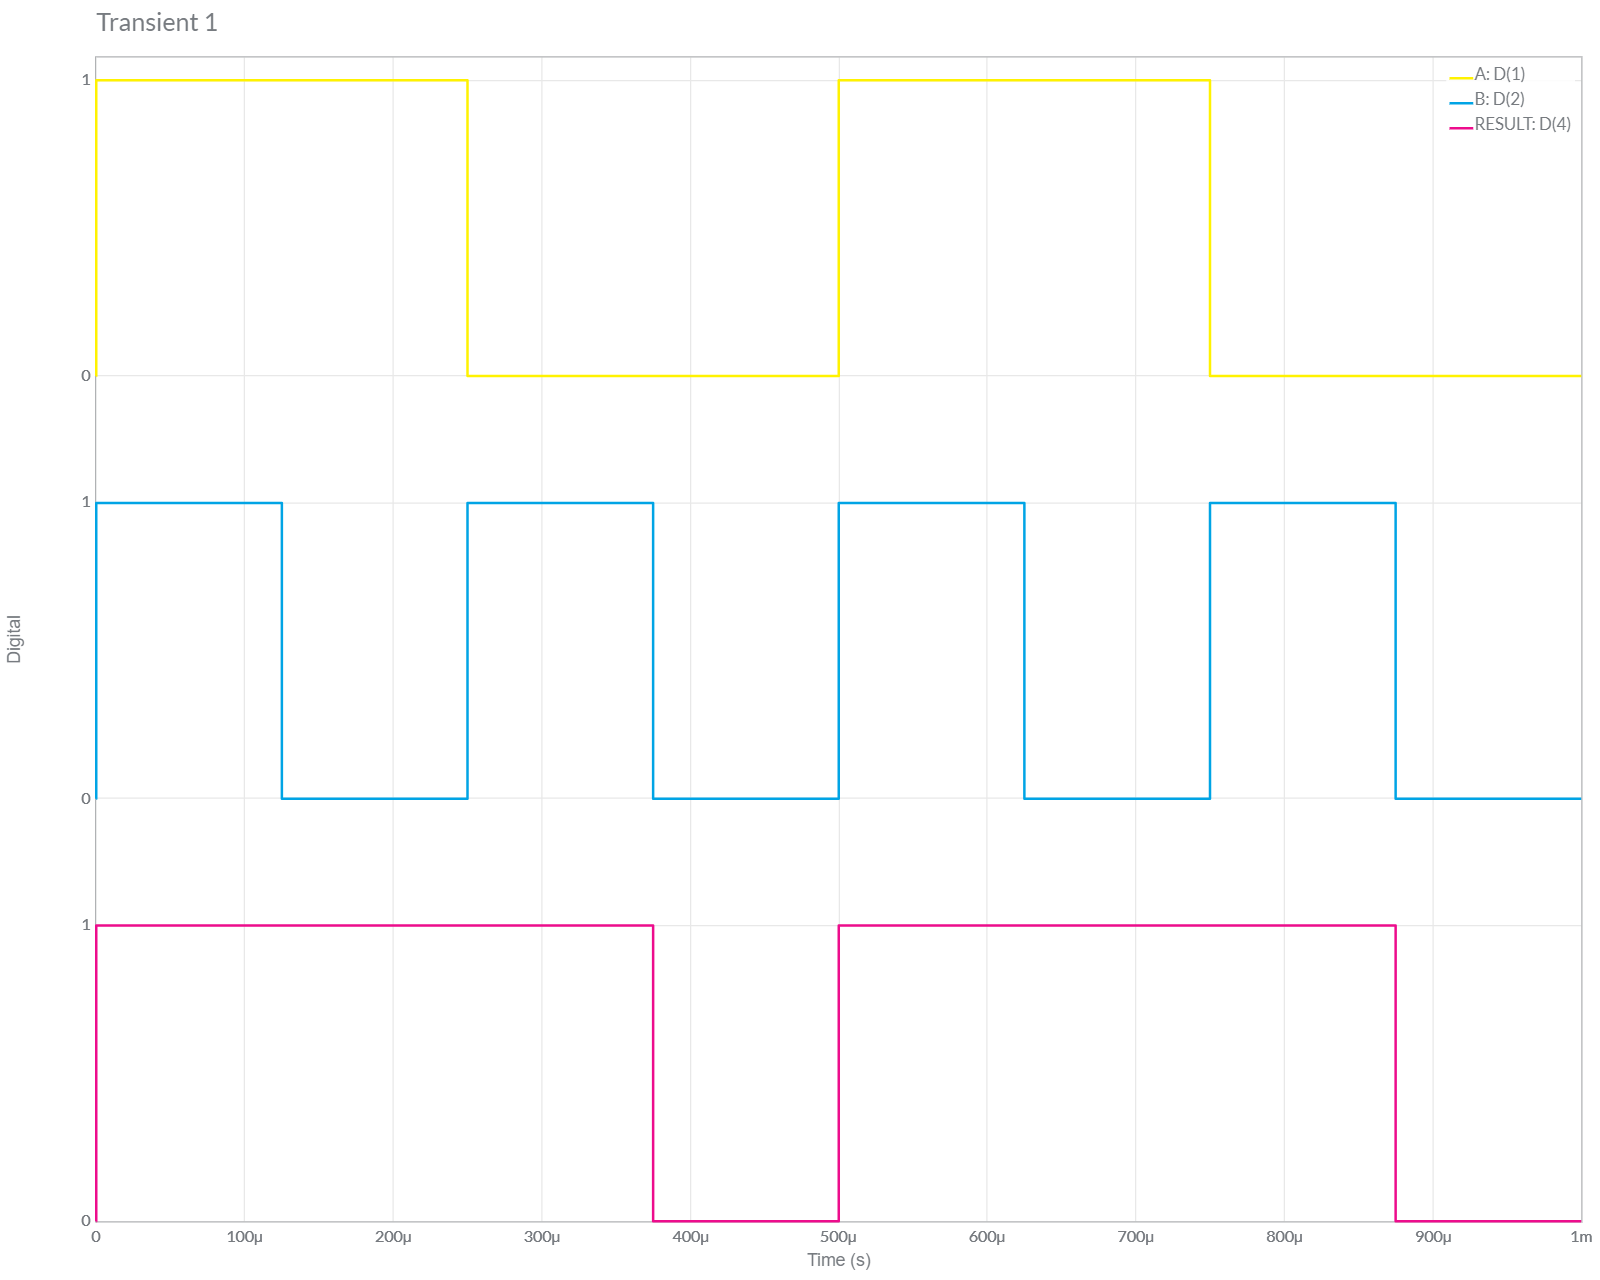 Transient 1
A: D(1)
B: D(2)
RESULT: D(4)
1
0
1
0
1
0
Digital
0 100µ 200µ 300µ 400µ 500µ 600µ 700µ 800µ 900µ 1m
Time (s)